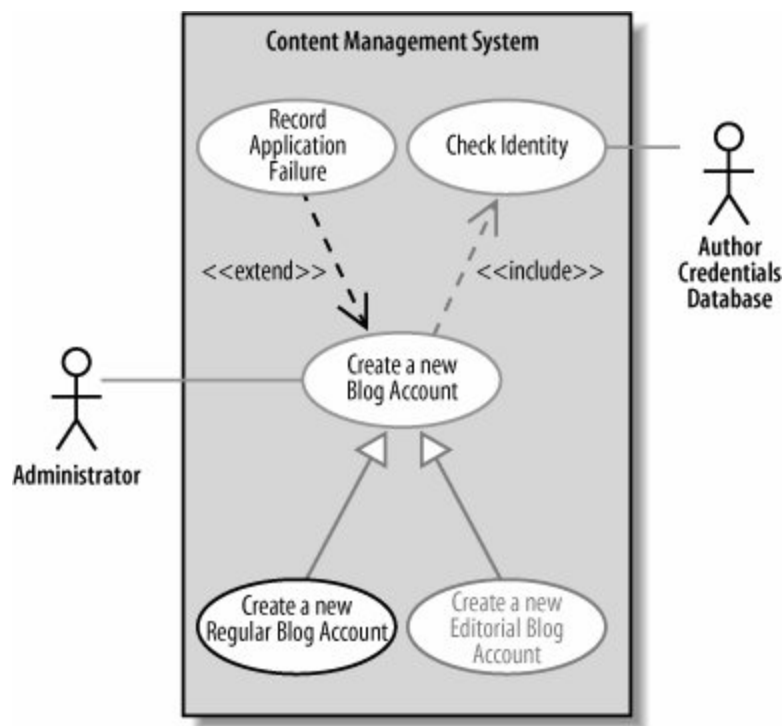 Content Management System
Record
Application
Failure
Check Identity
<<extend>>
<<include>>
Author
Credentials
Database
Create a new
Blog Account
Administrator
Create a new
Regular Blog Account
Create a new
Editorial Blog
Account